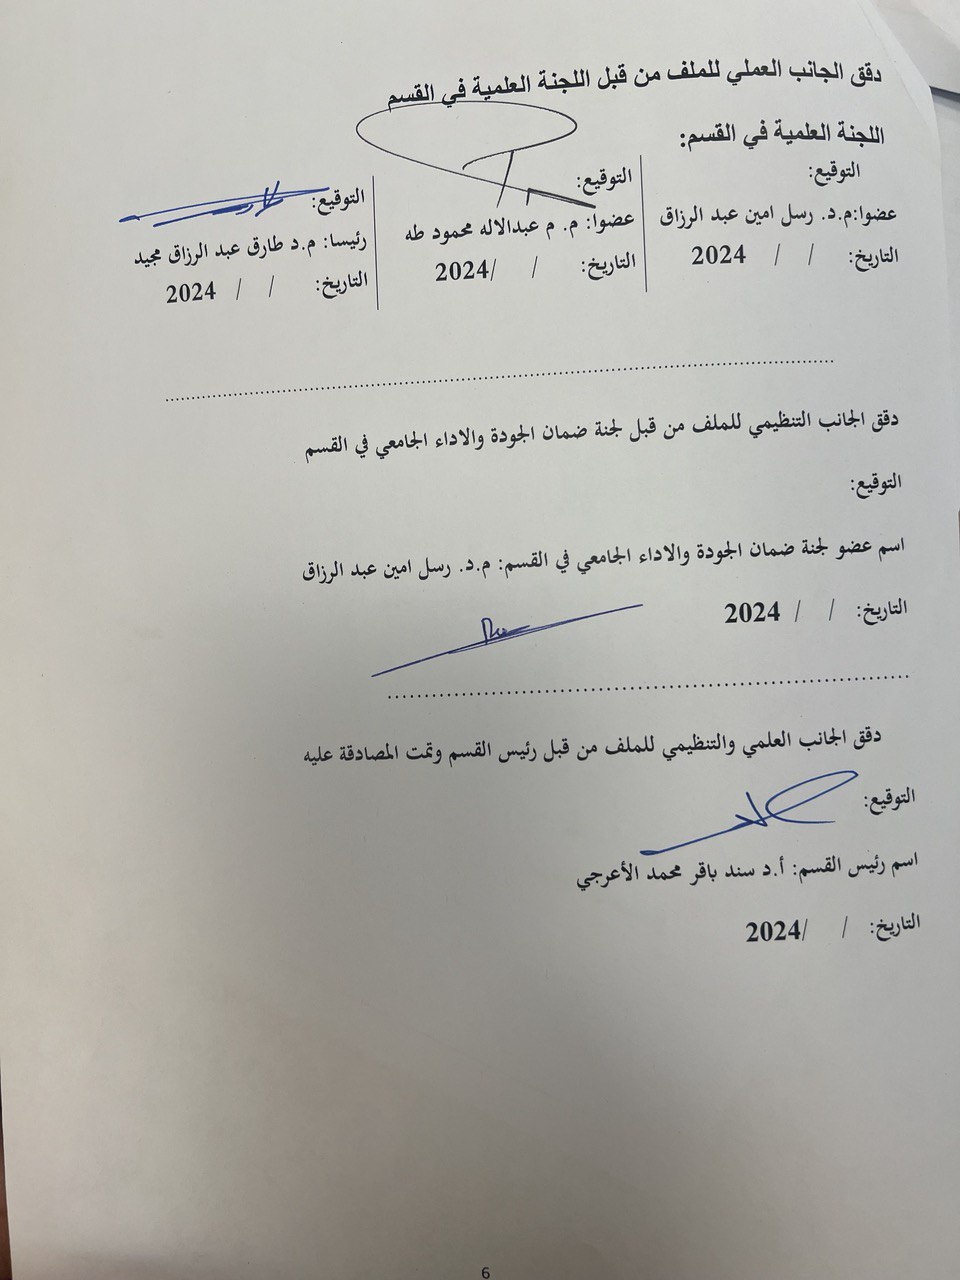 دقق الجانب العملي للملف من قبل اللجنة العلمية في القسم
اللجنة العلمية في القسم:
التوقيع:
عضوا:م.د. رسل امين عبد الرزاق
التاريخ: / / 2024
التوقيع:
عضوا: م. م عبدالاله محمود طه
التاريخ: / /2024
التوقيع:
رئيسا: م.د طارق عبد الرزاق مجيد
التاريخ: / / 2024
دقق الجانب التنظيمي للملف من قبل لجنة ضمان الجودة والاداء الجامعي في القسم
التوقيع:
اسم عضو لجنة ضمان الجودة والاداء الجامعي في القسم: م.د. رسل امين عبد الرزاق
التاريخ: / / 2024
دقق الجانب العلمي والتنظيمي للملف من قبل رئيس القسم وتمت المصادقة عليه
التوقيع:
اسم رئيس القسم: أ.د سند باقر محمد الأعرجي
التاريخ: / /2024
6